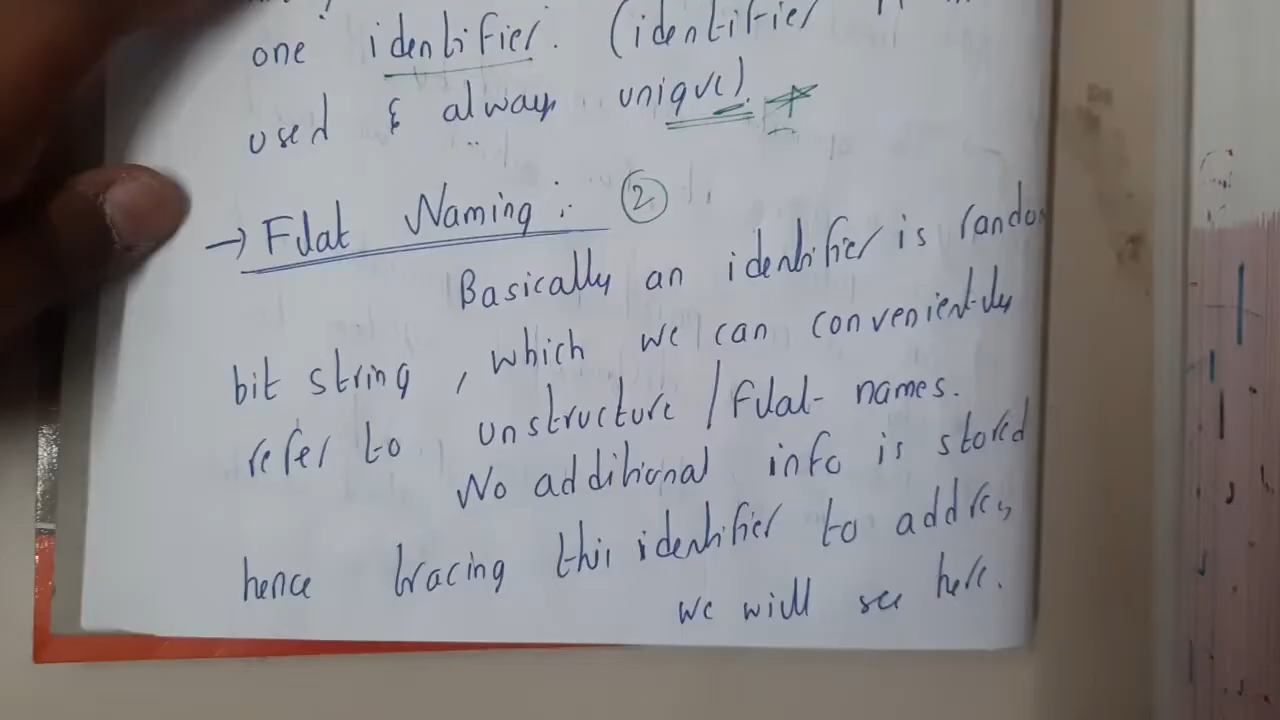 one identifier. (identifier
used & always unique)
→ Flat Naming : 2
Basically an identifier is random
bit string, which we can conveniently
refer to unstructure / Flat- names.
No additional info is stored
hence tracing this identifier to address
we will see here.